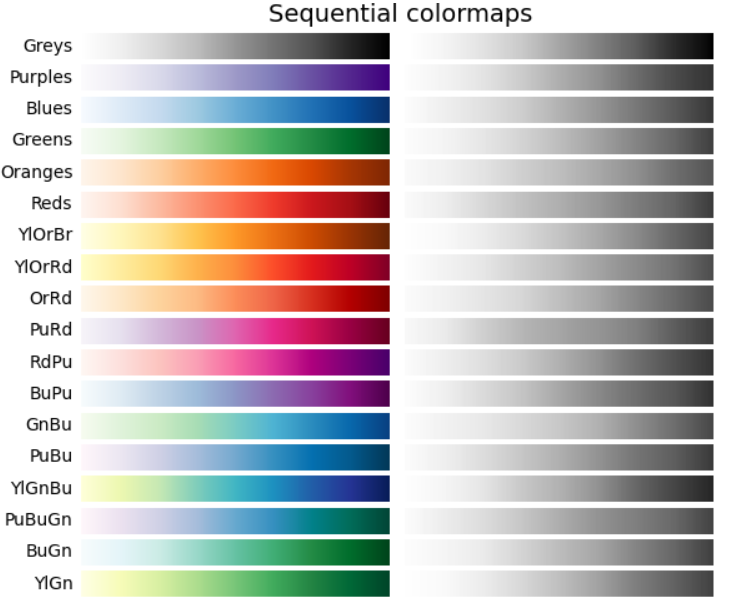 Sequential colormaps
Greys
Purples
Blues
Greens
Oranges
Reds
YlOrBr
YlOrRd
OrRd
PuRd
RdPu
BuPu
GnBu
PuBu
YlGnBu
PuBuGn
BuGn
YlGn